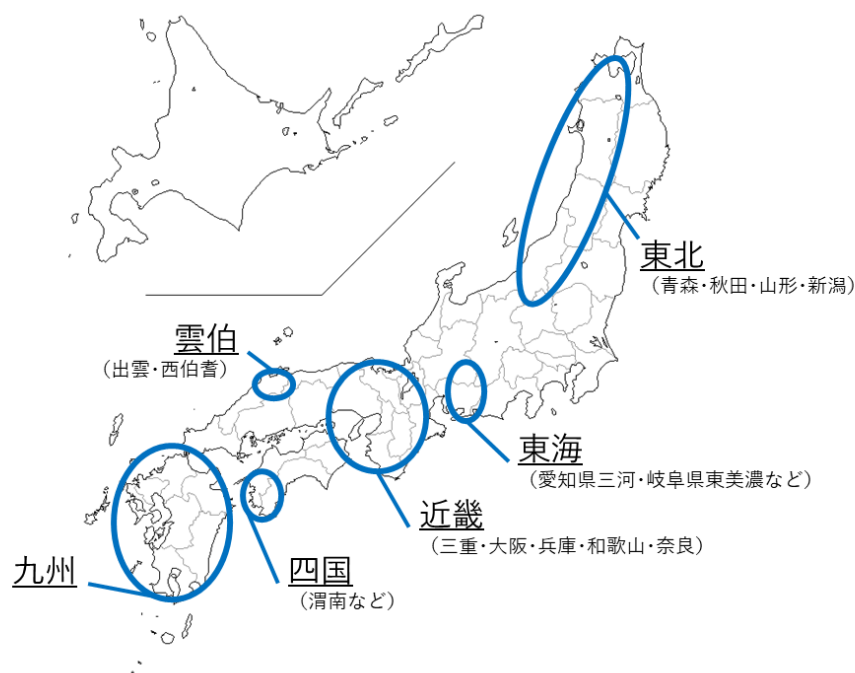 東北
(青森・秋田・山形・新潟)
雲伯
(出雲・西伯耆)
東海
(愛知県三河・岐阜県東美濃など)
近畿
(三重・大阪・兵庫・和歌山・奈良)
九州
四国
(渭南など)